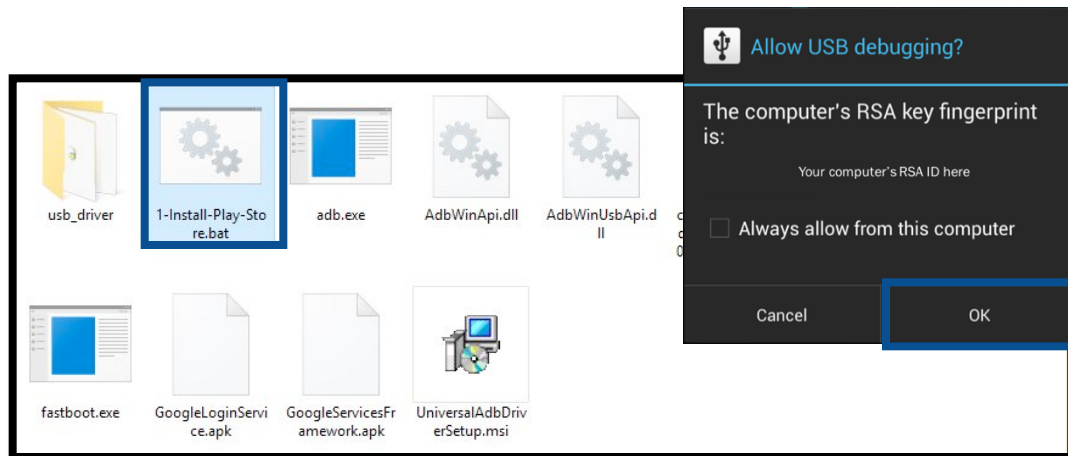 Allow USB debugging?
The computer's RSA key fingerprint
is:
Your computer's RSA ID here
Always allow from this computer
Cancel
OK
usb_driver
1-Install-Play-Sto
re.bat
adb.exe
AdbWinApi.dll
AdbWinUsbApi.d
ll
fastboot.exe
GoogleLoginServi
ce.apk
GoogleServicesFr
amework.apk
UniversalAdbDriv
erSetup.msi